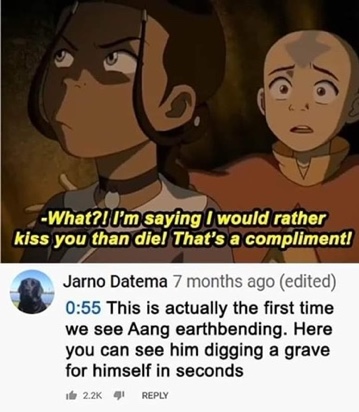 -What?! I'm saying I would rather
kiss you than die! That's a compliment!
Jarno Datema 7 months ago (edited)
0:55 This is actually the first time
we see Aang earthbending. Here
you can see him digging a grave
for himself in seconds
2.2K REPLY